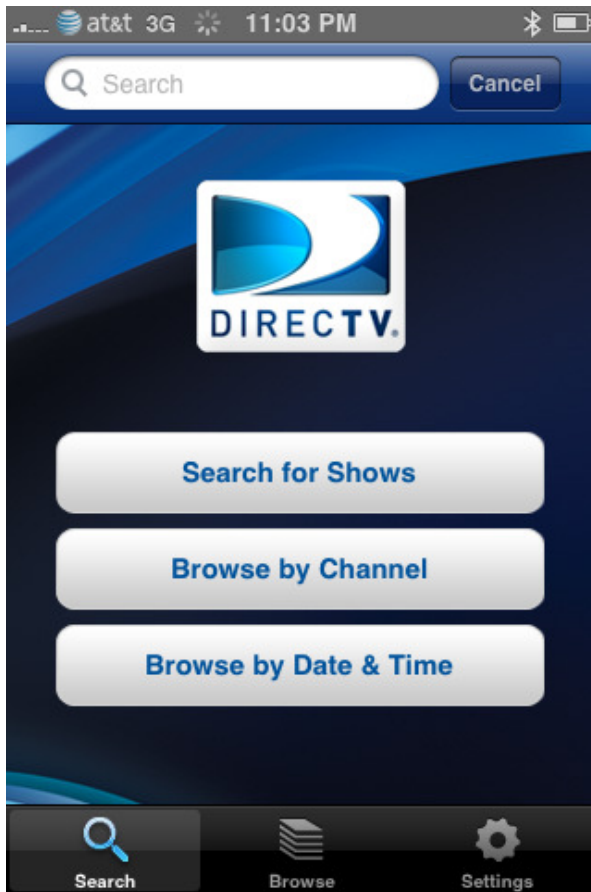 at&t 3G 11:03 PM
Search Cancel
DIRECTV®
Search for Shows
Browse by Channel
Browse by Date & Time
Search Browse Settings